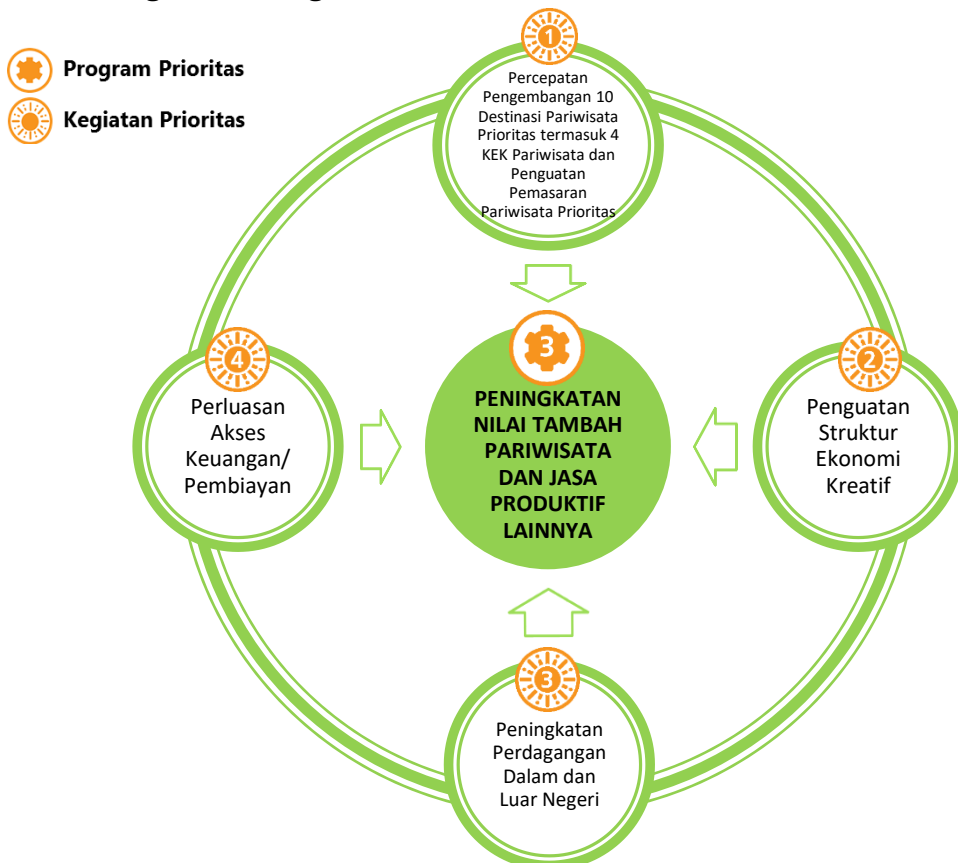 Program Prioritas
Kegiatan Prioritas
1
Percepatan
Pengembangan 10
Destinasi Pariwisata
Prioritas termasuk 4
KEK Pariwisata dan
Penguatan
Pemasaran
Pariwisata Prioritas
4
Perluasan
Akses
Keuangan/
Pembiayan
3
PENINGKATAN
NILAI TAMBAH
PARIWISATA
DAN JASA
PRODUKTIF
LAINNYA
2
Penguatan
Struktur
Ekonomi
Kreatif
3
Peningkatan
Perdagangan
Dalam dan
Luar Negeri